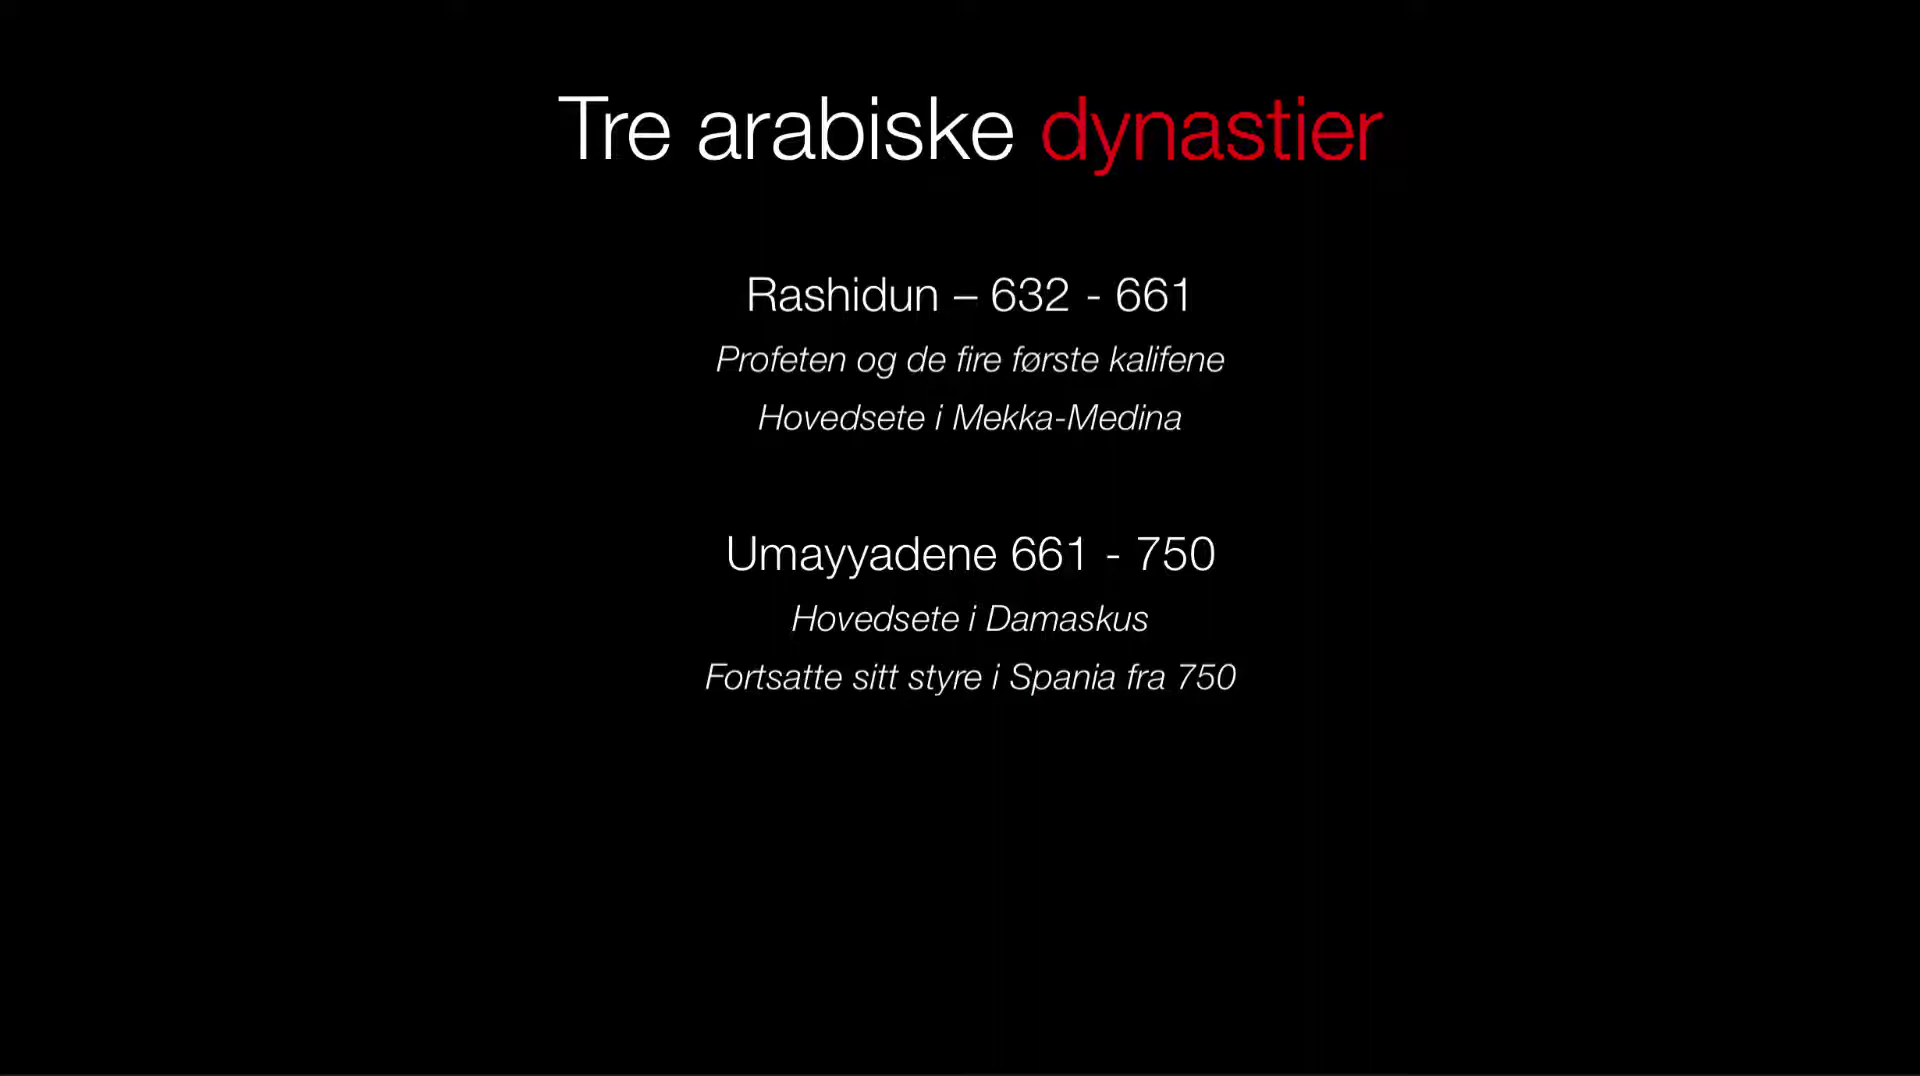 Tre arabiske dynastier
Rashidun – 632 - 661
Profeten og de fire første kalifene
Hovedsete i Mekka-Medina
Umayyadene 661 - 750
Hovedsete i Damaskus
Fortsatte sitt styre i Spania fra 750